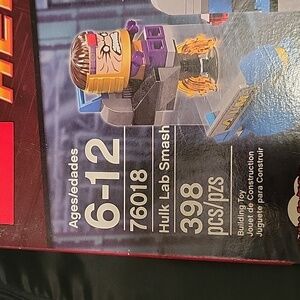 HER
Ages/edades
6-12
76018
Hulk Lab Smash
398
pcs/pzs
Building Toy
Jouet de Construction
Juguete para Construir